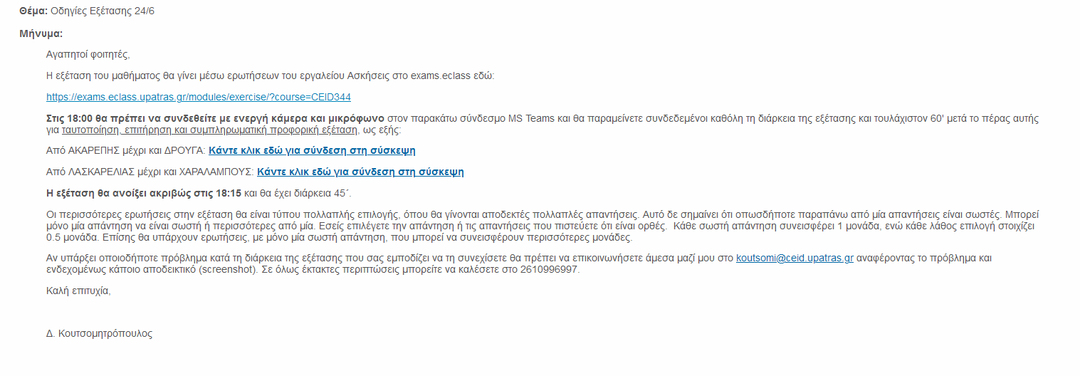 Θέμα: Οδηγίες Εξέτασης 24/6
Μήνυμα:
Αγαπητοί φοιτητές,
Η εξέταση του μαθήματος θα γίνει μέσω ερωτήσεων του εργαλείου Ασκήσεις στο exams.eclass εδώ:
https://exams.eclass.upatras.gr/modules/exercise/?course=CEID344
Στις 18:00 θα πρέπει να συνδεθείτε με ενεργή κάμερα και μικρόφωνο στον παρακάτω σύνδεσμο MS Teams και θα παραμείνετε συνδεδεμένοι καθόλη τη διάρκεια της εξέτασης και τουλάχιστον 60' μετά το πέρας αυτής
για ταυτοποίηση, επιτήρηση και συμπληρωματική προφορική εξέταση, ως εξής:
Από ΑΚΑΡΕΠΗΣ μέχρι και ΔΡΟΥΓΑ: Κάντε κλικ εδώ για σύνδεση στη σύσκεψη
Από ΛΑΣΚΑΡΕΛΙΑΣ μέχρι και ΧΑΡΑΛΑΜΠΟΥΣ: Κάντε κλικ εδώ για σύνδεση στη σύσκεψη
Η εξέταση θα ανοίξει ακριβώς στις 18:15 και θα έχει διάρκεια 45΄.
Οι περισσότερες ερωτήσεις στην εξέταση θα είναι τύπου πολλαπλής επιλογής, όπου θα γίνονται αποδεκτές πολλαπλές απαντήσεις. Αυτό δε σημαίνει ότι οπωσδήποτε παραπάνω από μία απαντήσεις είναι σωστές. Μπορεί
μόνο μία απάντηση να είναι σωστή ή περισσότερες από μία. Εσείς επιλέγετε την απάντηση ή τις απαντήσεις που πιστεύετε ότι είναι ορθές. Κάθε σωστή απάντηση συνεισφέρει 1 μονάδα, ενώ κάθε λάθος επιλογή στοιχίζει
0.5 μονάδα. Επίσης θα υπάρχουν ερωτήσεις, με μόνο μία σωστή απάντηση, που μπορεί να συνεισφέρουν περισσότερες μονάδες.
Αν υπάρξει οποιοδήποτε πρόβλημα κατά τη διάρκεια της εξέτασης που σας εμποδίζει να τη συνεχίσετε θα πρέπει να επικοινωνήσετε άμεσα μαζί μου στο koutsomi@ceid.upatras.gr αναφέροντας το πρόβλημα και
ενδεχομένως κάποιο αποδεικτικό (screenshot). Σε όλως έκτακτες περιπτώσεις μπορείτε να καλέσετε στο 2610996997.
Καλή επιτυχία,
Δ. Κουτσομητρόπουλος